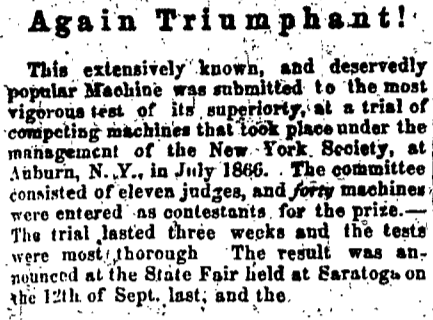 Again Triumphant!
This extensively known, and deservedly
popular Machine was submitted to the most
vigorous test of its superiorty, at a trial of
competing machines that took place under the
management of the New York Society, at
Auburn, N. Y., in July 1866. The committee
consisted of eleven judges, and forty machines
were entered as contestants for the prize.—
The trial lasted three weeks and the tests
were most thorough The result was an-
nounced at the State Fair held at Saratoga on
the 12th of Sept. last; and the